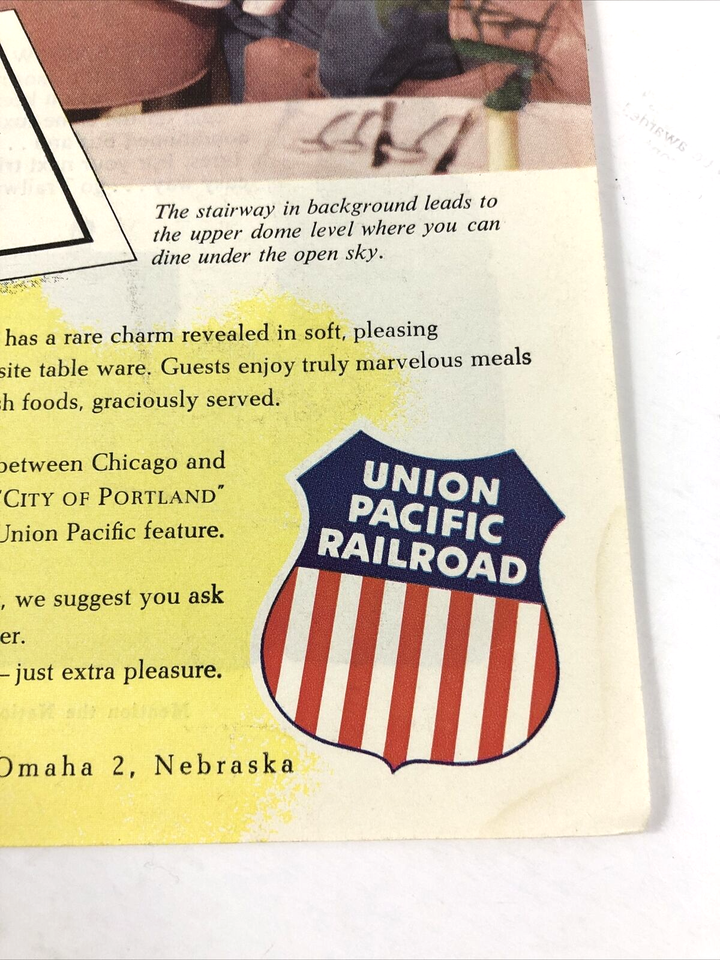 The stairway in background leads to
the upper dome level where you can
dine under the open sky.
has a rare charm revealed in soft, pleasing
site table ware. Guests enjoy truly marvelous meals
sh foods, graciously served.
between Chicago and
"CITY OF PORTLAND"
Union Pacific feature.
, we suggest you ask
er.
– just extra pleasure.
Omaha 2, Nebraska
UNION
PACIFIC
RAILROAD